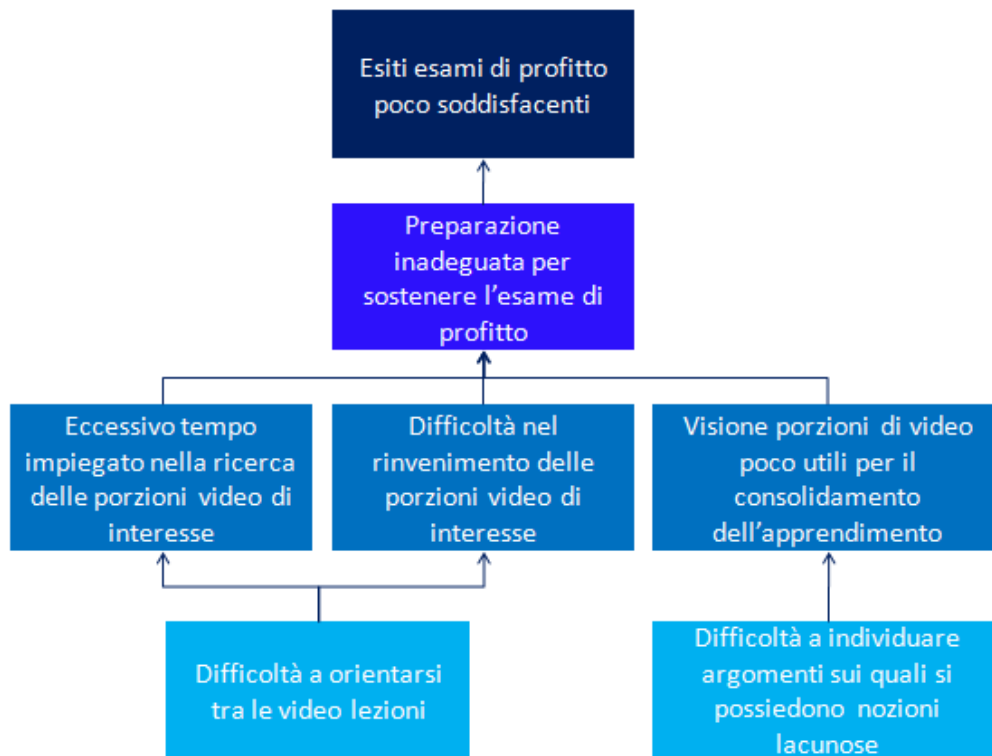 Esiti esami di profitto
poco soddisfacenti
Preparazione
inadeguata per
sostenere l'esame di
profitto
Eccessivo tempo
impiegato nella ricerca
delle porzioni video di
interesse
Difficoltà nel
rinvenimento delle
porzioni video di
interesse
Visione porzioni di video
poco utili per il
consolidamento
dell'apprendimento
Difficoltà a orientarsi
tra le video lezioni
Difficoltà a individuare
argomenti sui quali si
possiedono nozioni
lacunose